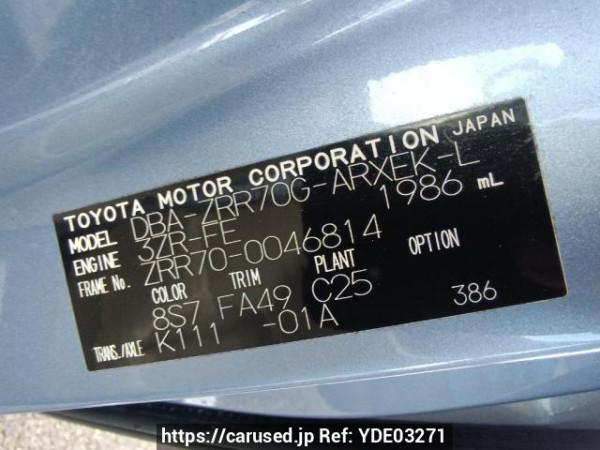 TOYOTA MOTOR CORPORATION JAPAN
MODEL DBA-ZRR70G-ARXEK-L
ENGINE 3ZR-FE 1986 mL
FRAME No. ZRR70-0046814
COLOR TRIM PLANT OPTION
8S7 FA49 C25 386
TRANS./AXLE K111 -01A
https://carused.jp Ref: YDE03271